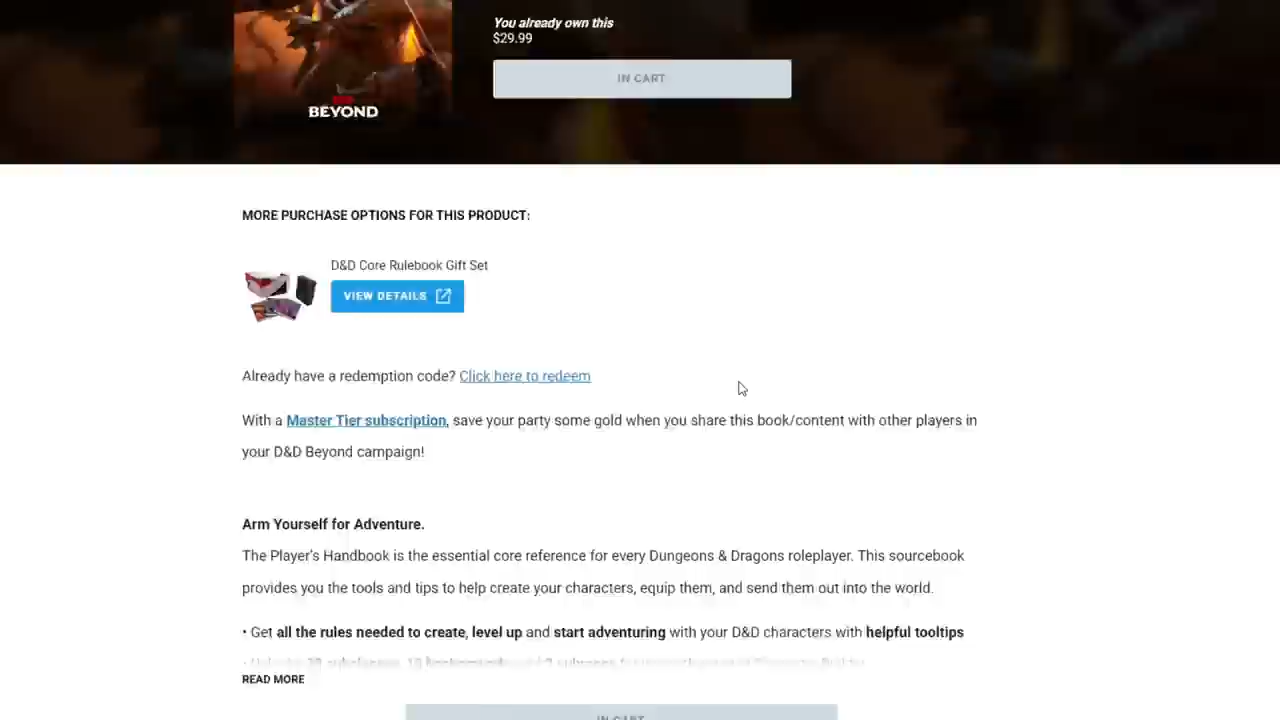 You already own this
$29.99
IN CART
BEYOND
MORE PURCHASE OPTIONS FOR THIS PRODUCT:
D&D Core Rulebook Gift Set
VIEW DETAILS
Already have a redemption code? Click here to redeem
With a Master Tier subscription, save your party some gold when you share this book/content with other players in
your D&D Beyond campaign!
Arm Yourself for Adventure.
The Player's Handbook is the essential core reference for every Dungeons & Dragons roleplayer. This sourcebook
provides you the tools and tips to help create your characters, equip them, and send them out into the world.
• Get all the rules needed to create, level up and start adventuring with your D&D characters with helpful tooltips
READ MORE
IN CART